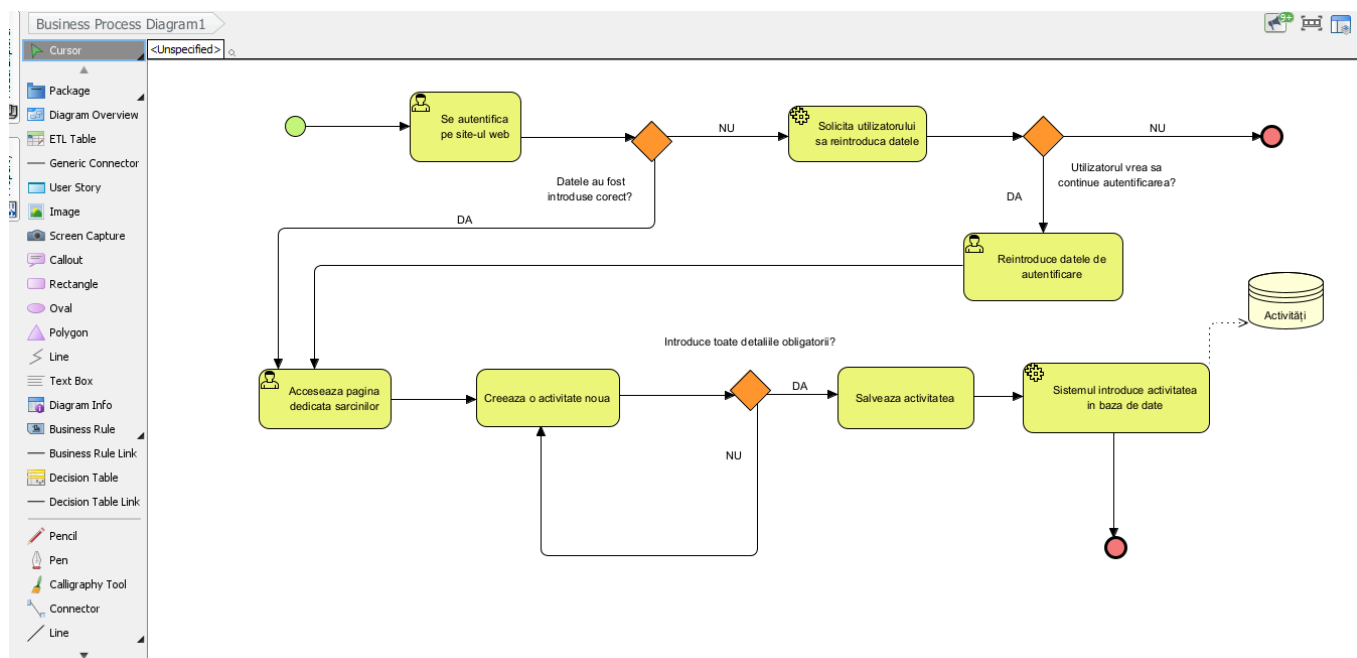 Business Process Diagram1
9+
Cursor
<Unspecified>
Package
Diagram Overview
ETL Table
Generic Connector
User Story
Image
Screen Capture
Callout
Rectangle
Oval
Polygon
Line
Text Box
Diagram Info
Business Rule
Business Rule Link
Decision Table
Decision Table Link
Pencil
Pen
Calligraphy Tool
Connector
Line
Se autentifica
pe site-ul web
NU
Solicita utilizatorului
sa reintroduca datele
NU
Datele au fost
introduse corect?
Utilizatorul vrea sa
continue autentificarea?
DA
DA
Reintroduce datele de
autentificare
Activități
Introduce toate detaliile obligatorii?
Acceseaza pagina
dedicata sarcinilor
Creeaza o activitate noua
DA
Salveaza activitatea
Sistemul introduce activitatea
in baza de date
NU